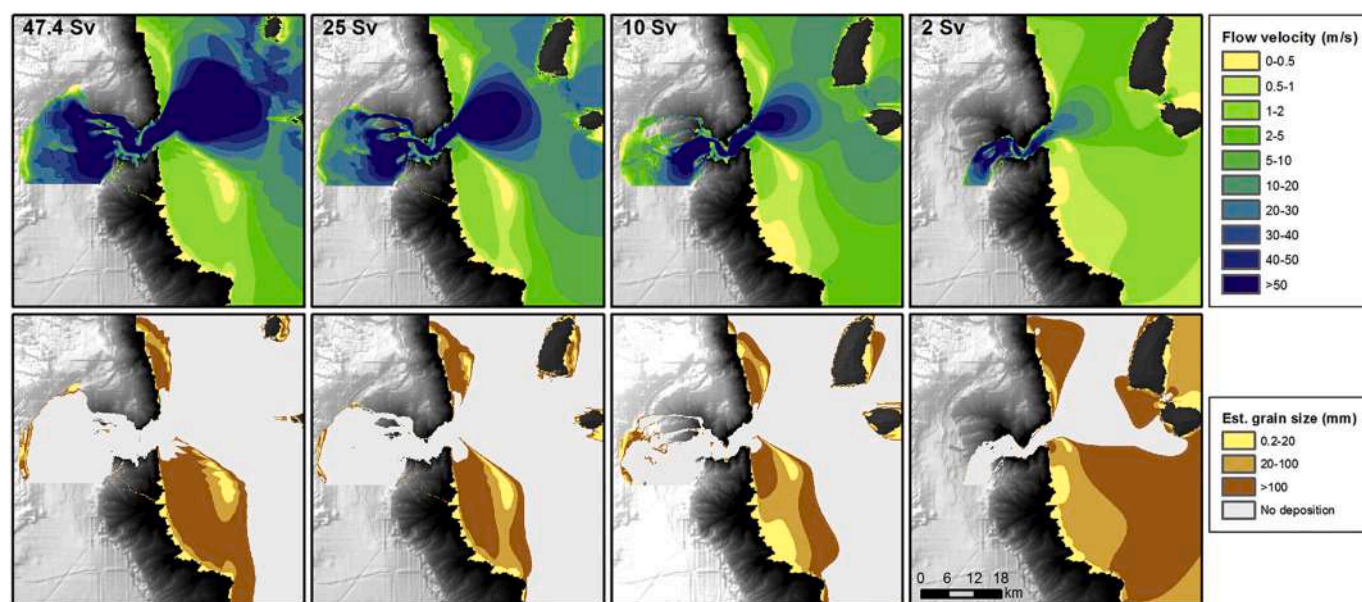 47.4 Sv
25 Sv
10 Sv
2 Sv
Flow velocity (m/s)
0-0.5
0.5-1
1-2
2-5
5-10
10-20
20-30
30-40
40-50
>50
Est. grain size (mm)
0.2-20
20-100
>100
No deposition
0 6 12 18
km